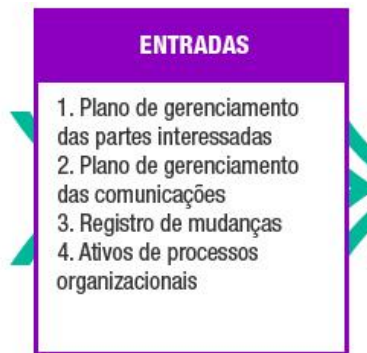 ENTRADAS
1. Plano de gerenciamento
das partes interessadas
2. Plano de gerenciamento
das comunicações
3. Registro de mudanças
4. Ativos de processos
organizacionais